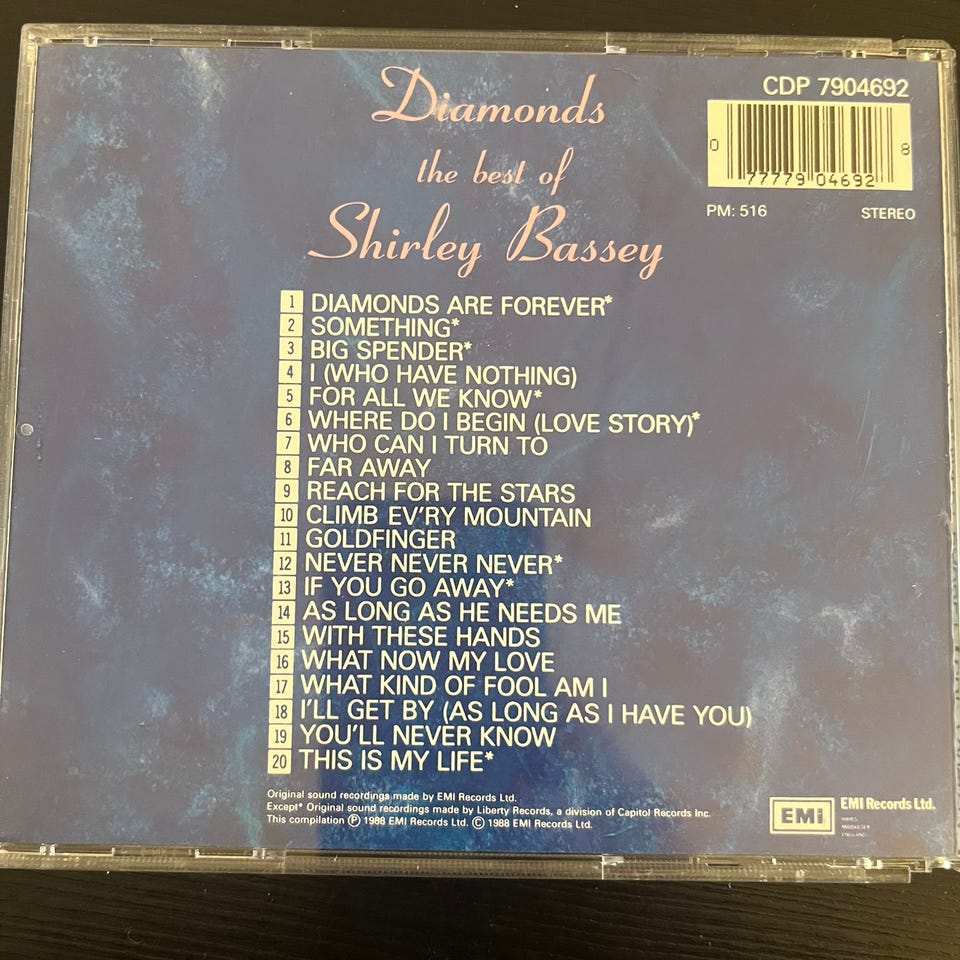 Diamonds
the best of
Shirley Bassey
CDP 7904692
0 77779 04692 8
PM: 516 STEREO
1 DIAMONDS ARE FOREVER*
2 SOMETHING*
3 BIG SPENDER*
4 I (WHO HAVE NOTHING)
5 FOR ALL WE KNOW*
6 WHERE DO I BEGIN (LOVE STORY)*
7 WHO CAN I TURN TO
8 FAR AWAY
9 REACH FOR THE STARS
10 CLIMB EV'RY MOUNTAIN
11 GOLDFINGER
12 NEVER NEVER NEVER*
13 IF YOU GO AWAY*
14 AS LONG AS HE NEEDS ME
15 WITH THESE HANDS
16 WHAT NOW MY LOVE
17 WHAT KIND OF FOOL AM I
18 I'LL GET BY (AS LONG AS I HAVE YOU)
19 YOU'LL NEVER KNOW
20 THIS IS MY LIFE*
Original sound recordings made by EMI Records Ltd.
Except* Original sound recordings made by Liberty Records, a division of Capitol Records Inc.
This compilation Ⓟ 1988 EMI Records Ltd. © 1988 EMI Records Ltd.
EMI
EMI Records Ltd.